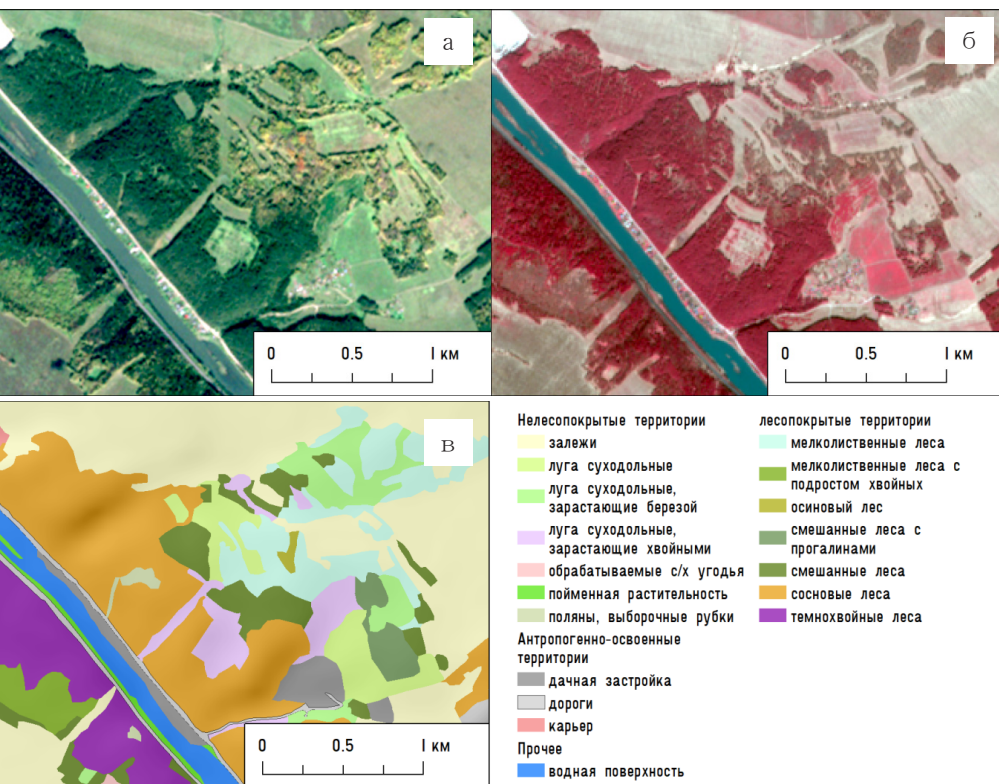 а
б
0 0.5 1 км
0 0.5 1 км
в
0 0.5 1 км
Нелесопокрытые территории
залежи
луга суходольные
луга суходольные,
зарастающие березой
луга суходольные,
зарастающие хвойными
обрабатываемые с/х угодья
пойменная растительность
поляны, выборочные рубки
Антропогенно-освоенные
территории
дачная застройка
дороги
карьер
Прочее
водная поверхность
лесопокрытые территории
мелколиственные леса
мелколиственные леса с
подростом хвойных
осиновый лес
смешанные леса с
прогалинами
смешанные леса
сосновые леса
темнохвойные леса